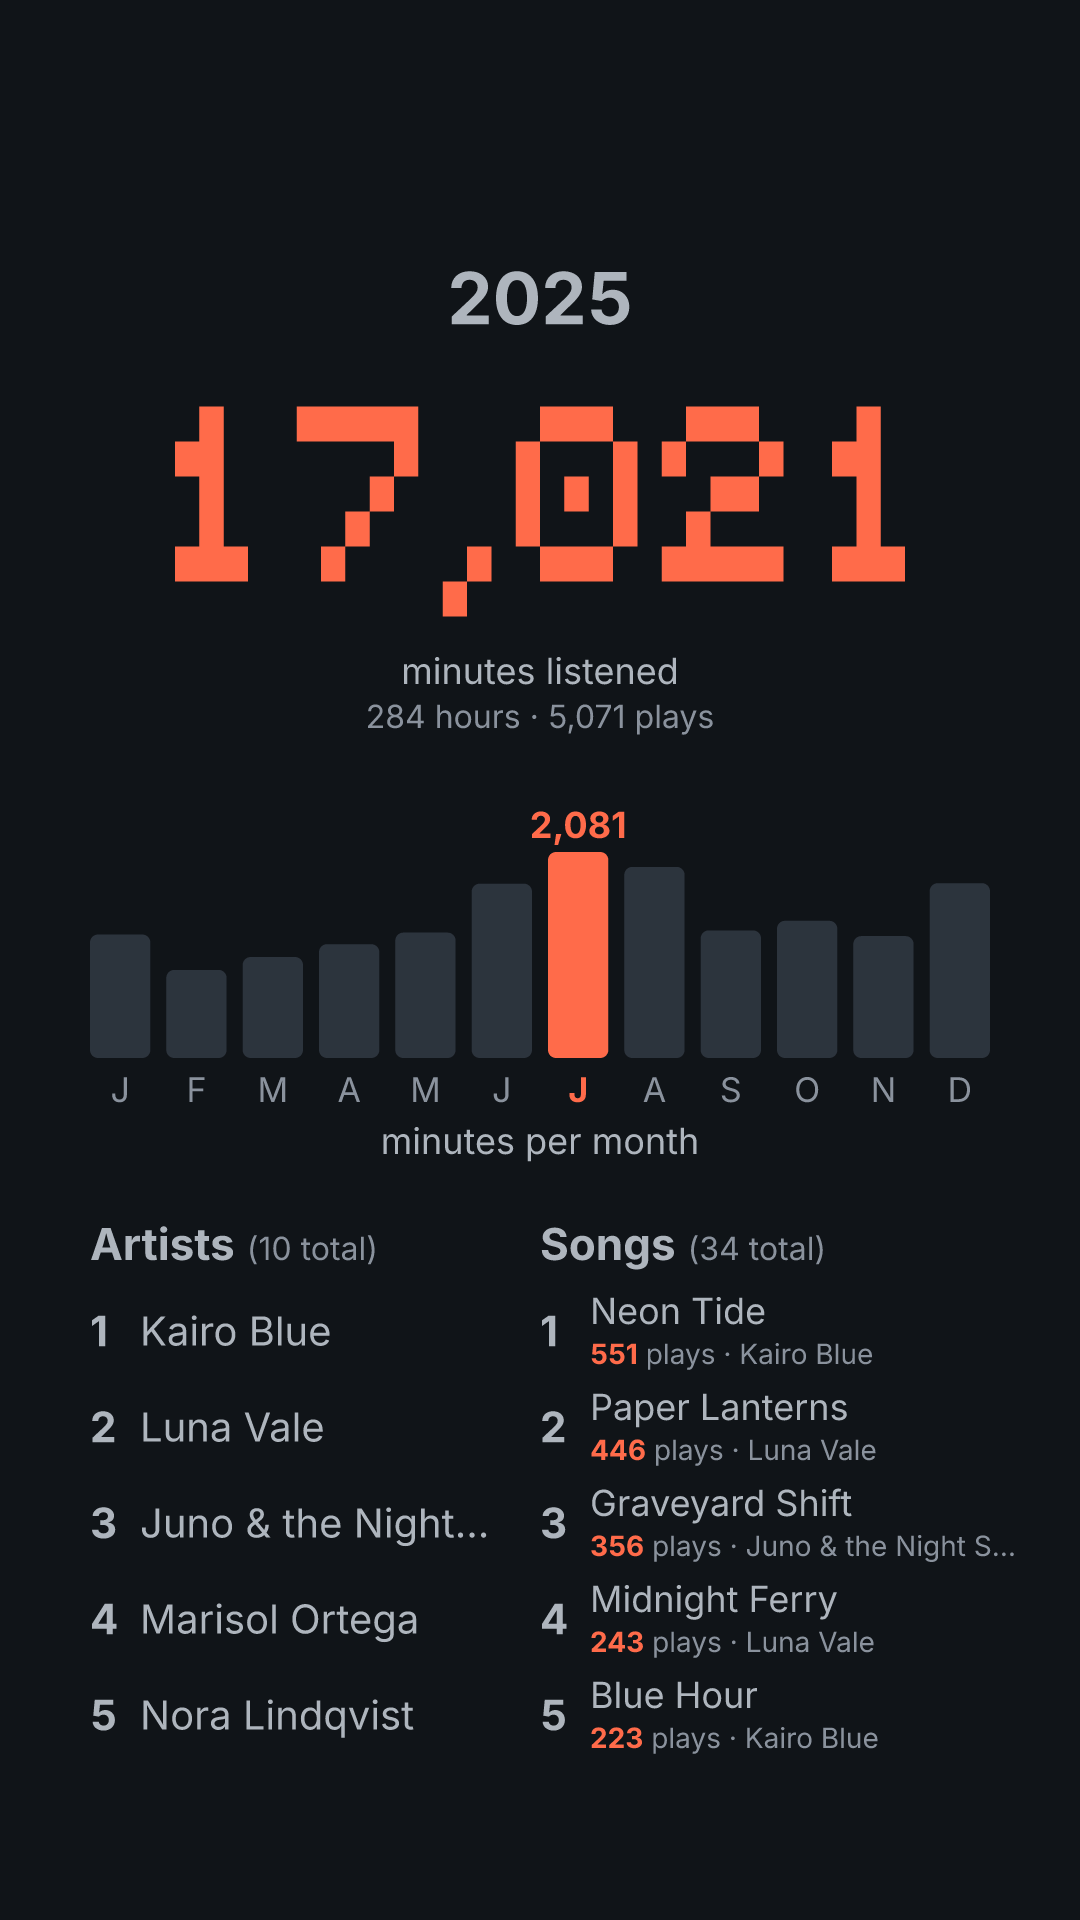 2025
17,021
minutes listened
284 hours · 5,071 plays
2,081
J F M A M J J A S O N D
minutes per month
Artists (10 total)
1 Kairo Blue
2 Luna Vale
3 Juno & the Night...
4 Marisol Ortega
5 Nora Lindqvist
Songs (34 total)
1 Neon Tide
551 plays · Kairo Blue
2 Paper Lanterns
446 plays · Luna Vale
3 Graveyard Shift
356 plays · Juno & the Night S...
4 Midnight Ferry
243 plays · Luna Vale
5 Blue Hour
223 plays · Kairo Blue